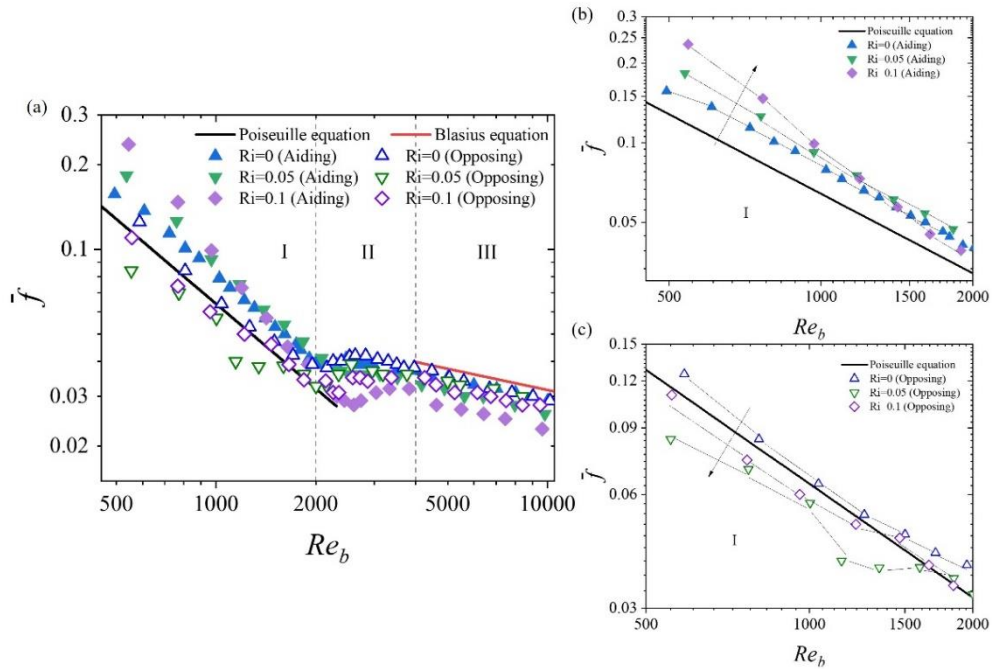 (a)
0.3
0.2
0.1
0.03
0.02
f̄
Poiseuille equation
Blasius equation
Ri=0 (Aiding)
Ri=0 (Opposing)
Ri=0.05 (Aiding)
Ri=0.05 (Opposing)
Ri=0.1 (Aiding)
Ri=0.1 (Opposing)
I
II
III
500
1000
2000
5000
10000
Re_b
(b)
0.3
0.25
0.2
0.15
0.1
0.05
f̄
Poiseuille equation
Ri=0 (Aiding)
Ri=0.05 (Aiding)
Ri=0.1 (Aiding)
I
500
1000
1500
2000
Re_b
(c)
0.15
0.12
0.09
0.06
0.03
f̄
Poiseuille equation
Ri=0 (Opposing)
Ri=0.05 (Opposing)
Ri 0.1 (Opposing)
I
500
1000
1500
2000
Re_b